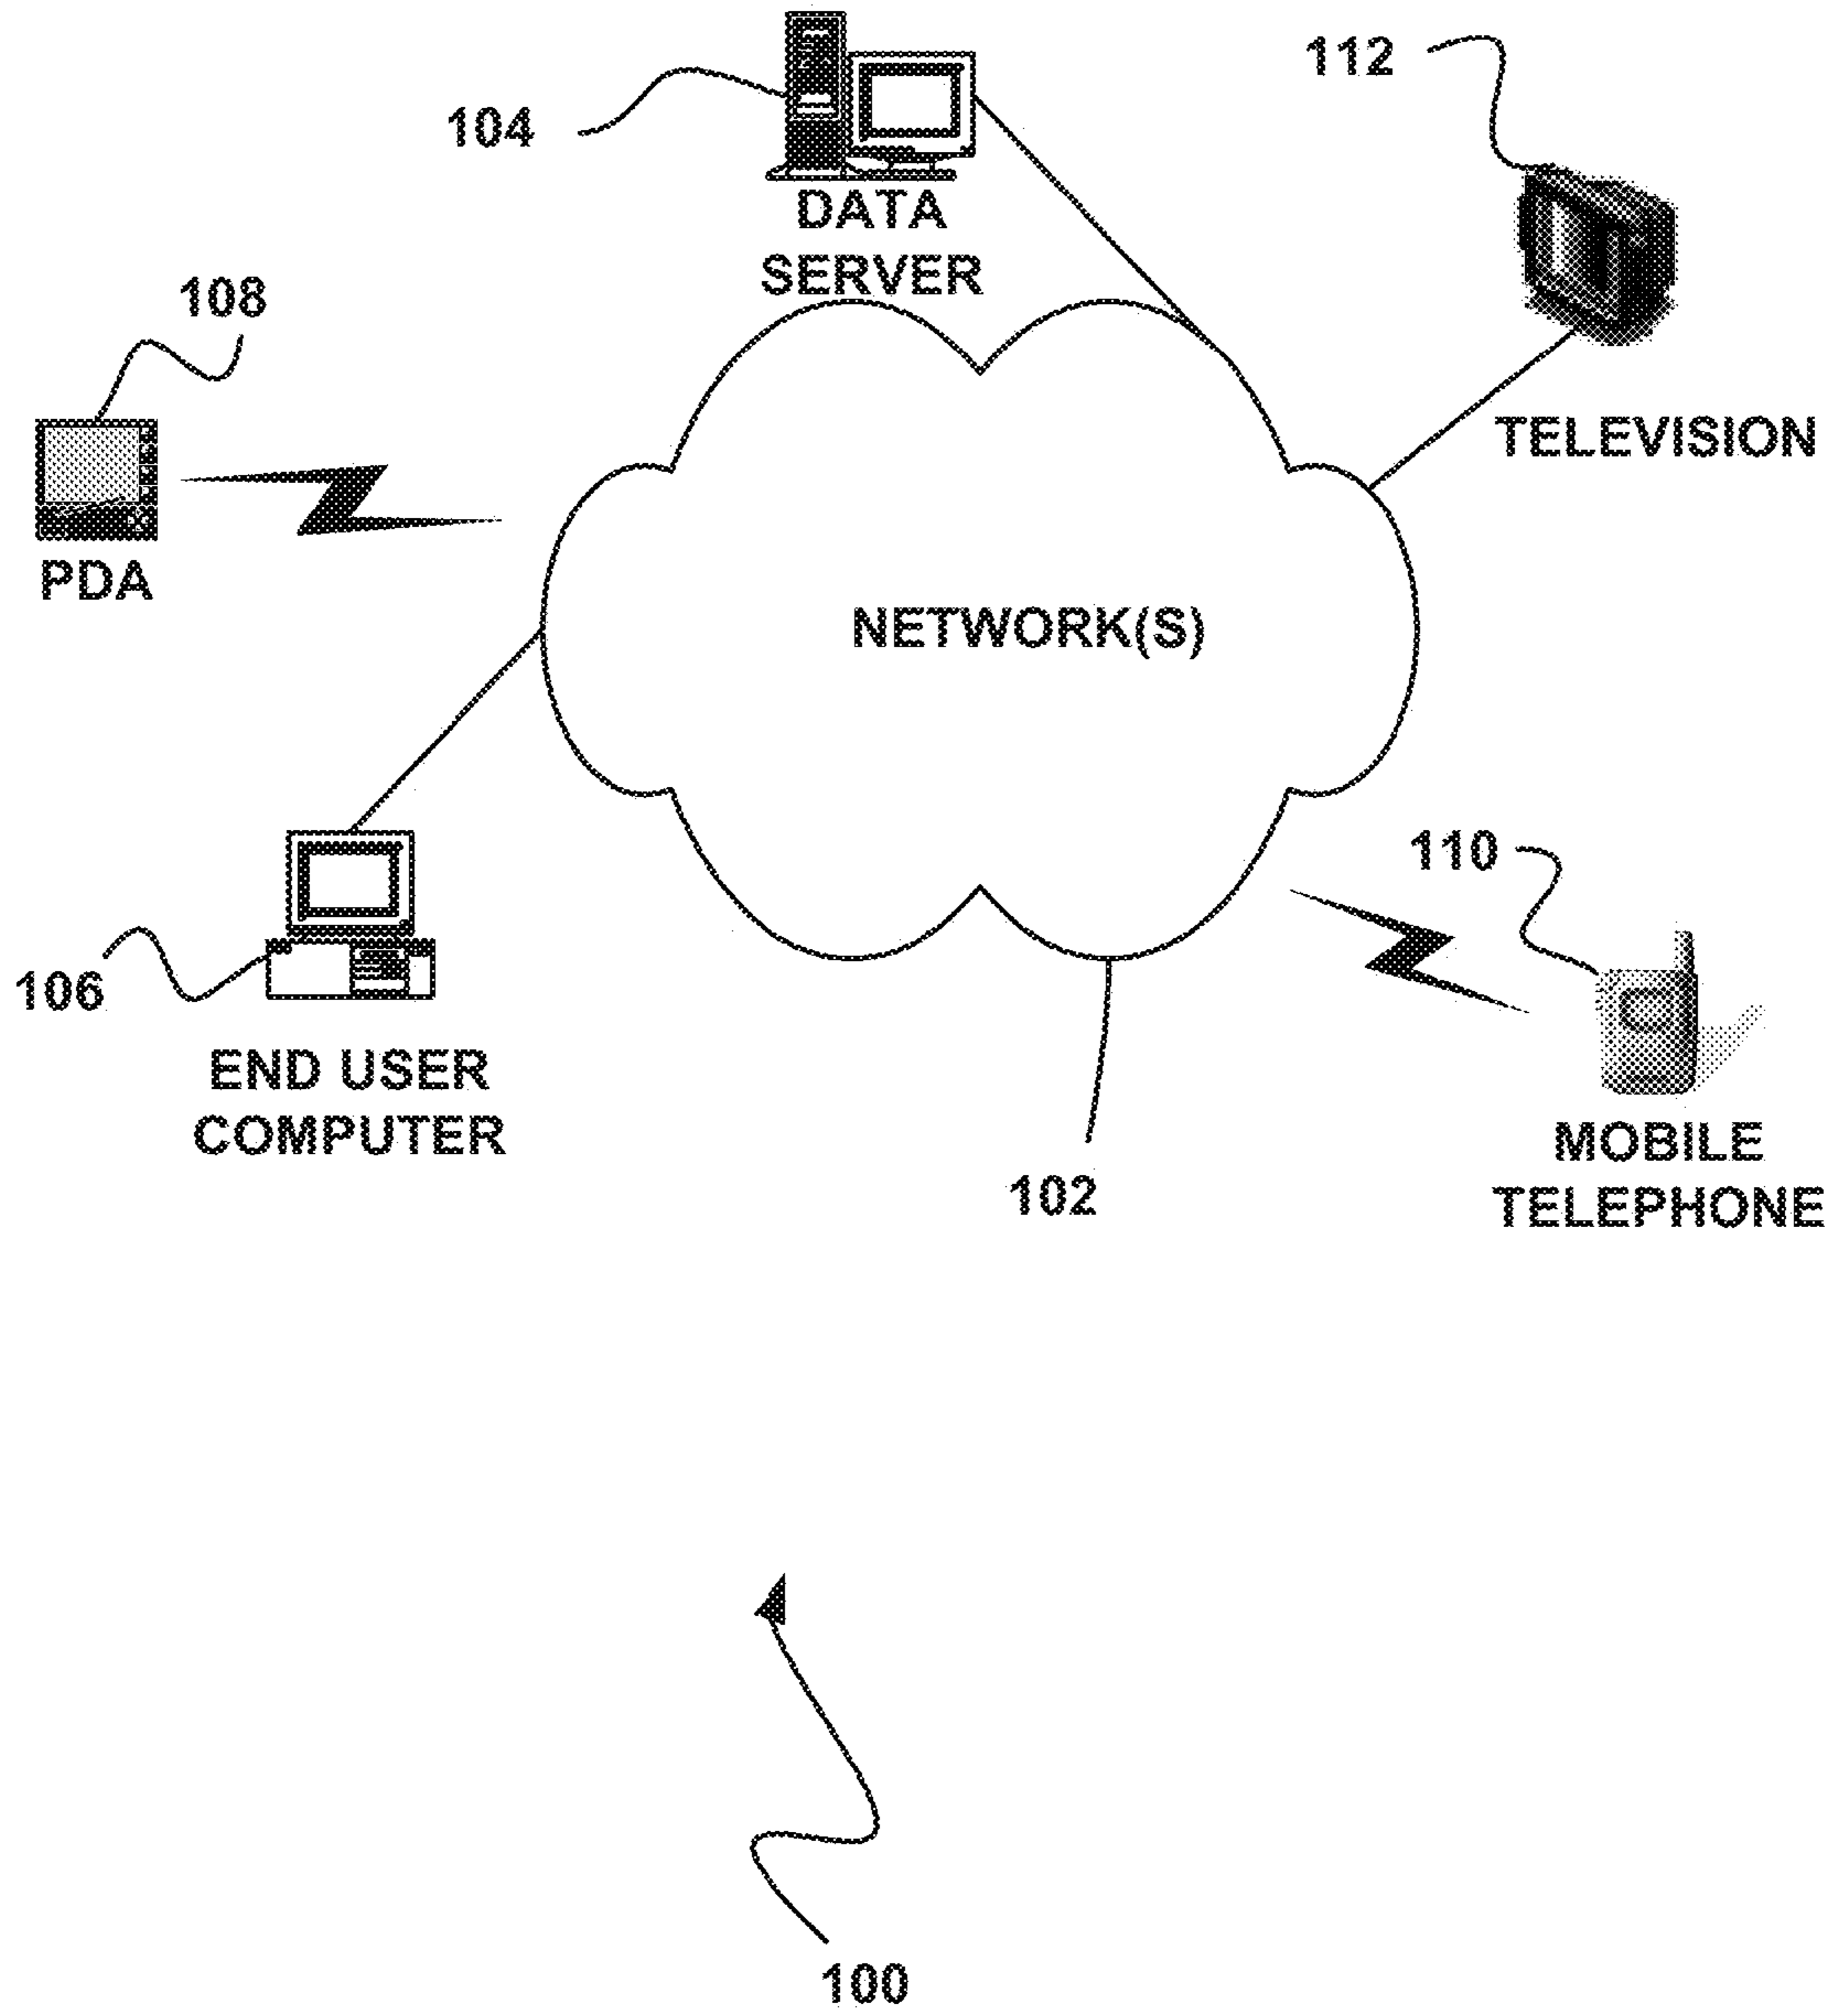 112
104
DATA
SERVER
108
TELEVISION
PDA
NETWORK(S)
110
106
END USER
COMPUTER
MOBILE
TELEPHONE
102
100